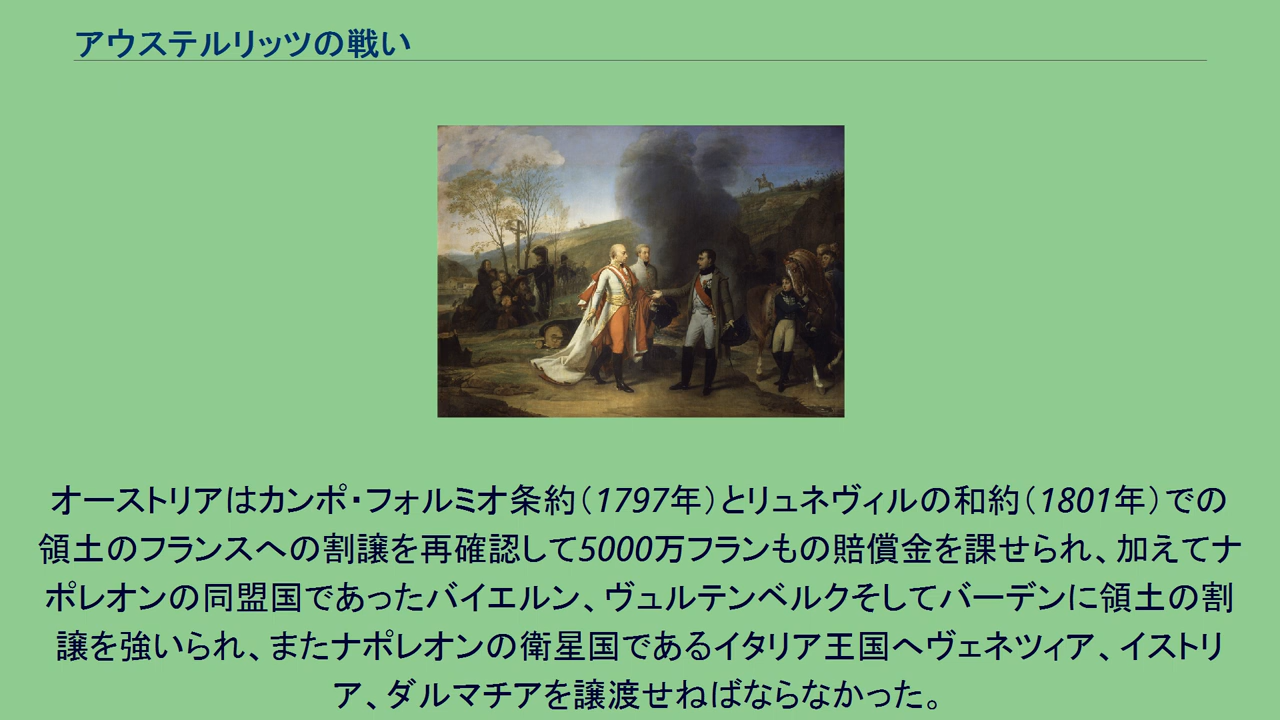 アウステルリッツの戦い
オーストリアはカンポ・フォルミオ条約（1797年）とリュネヴィルの和約（1801年）での
領土のフランスへの割譲を再確認して5000万フランもの賠償金を課せられ、加えてナ
ポレオンの同盟国であったバイエルン、ヴュルテンベルクそしてバーデンに領土の割
譲を強いられ、またナポレオンの衛星国であるイタリア王国へヴェネツィア、イストリ
ア、ダルマチアを譲渡せねばならなかった。